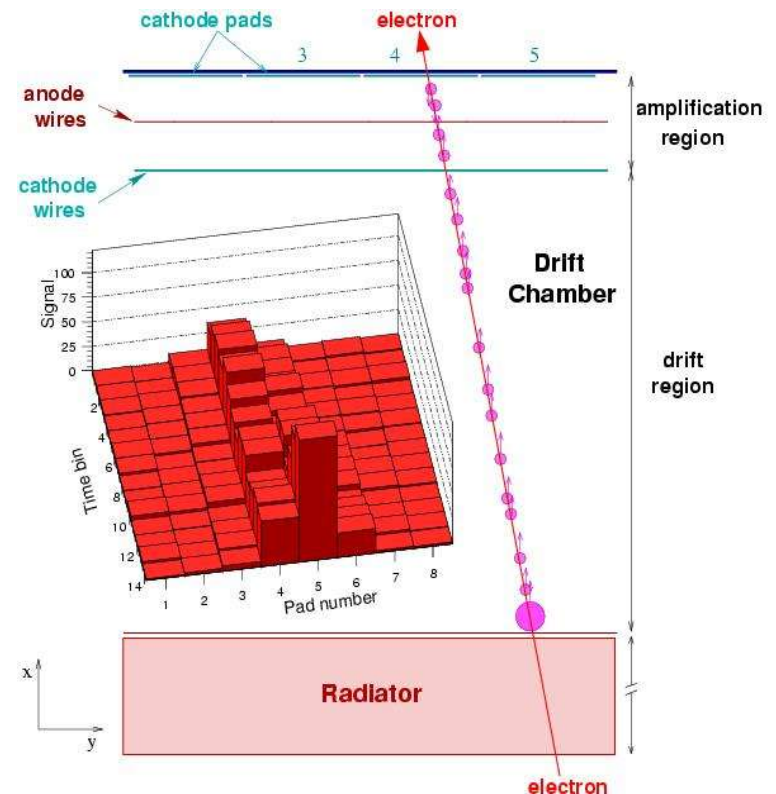 cathode pads
electron
3
4
5
anode
wires
amplification
region
cathode
wires
Drift
Chamber
Signal
100
75
50
25
0
drift
region
Time bin
2
4
6
8
10
12
14
1
2
3
4
5
6
7
8
Pad number
x
y
Radiator
electron